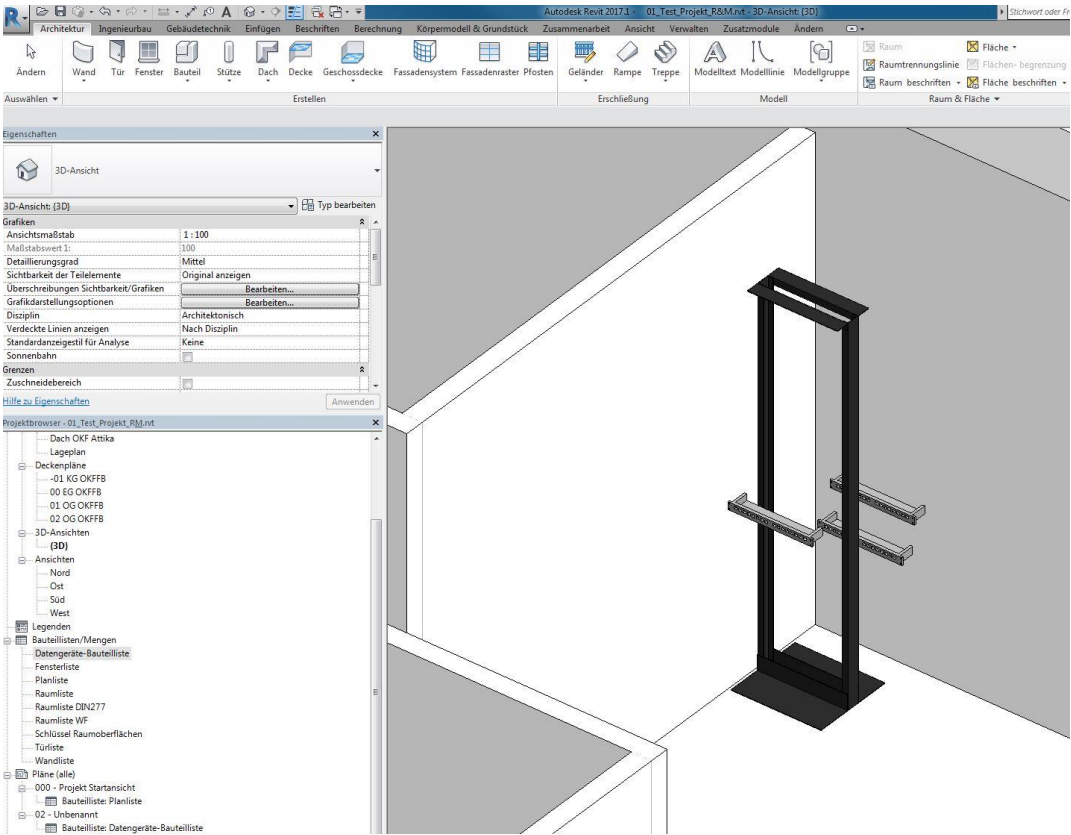 Autodesk Revit 2017.1 - 01_Test_Projekt_R&M.rvt - 3D-Ansicht: {3D}
Stichwort oder Fr
Architektur Ingenieurbau Gebäudetechnik Einfügen Beschriften Berechnung Körpermodell & Grundstück Zusammenarbeit Ansicht Verwalten Zusatzmodule Ändern
Ändern Wand Tür Fenster Bauteil Stütze Dach Decke Geschossdecke Fassadensystem Fassadenraster Pfosten Geländer Rampe Treppe Modelltext Modelllinie Modellgruppe
Raum Fläche
Raumtrennungslinie Flächen- begrenzung
Raum beschriften Fläche beschriften
Auswählen Erstellen Erschließung Modell Raum & Fläche
Eigenschaften
3D-Ansicht
3D-Ansicht: {3D} Typ bearbeiten
Grafiken
Ansichtsmaßstab 1 : 100
Maßstabswert 1: 100
Detaillierungsgrad Mittel
Sichtbarkeit der Teilelemente Original anzeigen
Überschreibungen Sichtbarkeit/Grafiken Bearbeiten...
Grafikdarstellungsoptionen Bearbeiten...
Disziplin Architektonisch
Verdeckte Linien anzeigen Nach Disziplin
Standardanzeigestil für Analyse Keine
Sonnenbahn
Grenzen
Zuschneidebereich
Hilfe zu Eigenschaften Anwenden
Projektbrowser - 01_Test_Projekt_RM.rvt
Dach OKF Attika
Lageplan
Deckenpläne
-01 KG OKFFB
00 EG OKFFB
01 OG OKFFB
02 OG OKFFB
3D-Ansichten
{3D}
Ansichten
Nord
Ost
Süd
West
Legenden
Bauteillisten/Mengen
Datengeräte-Bauteilliste
Fensterliste
Planliste
Raumliste
Raumliste DIN277
Raumliste WF
Schlüssel Raumoberflächen
Türliste
Wandliste
Pläne (alle)
000 - Projekt Startansicht
Bauteilliste: Planliste
02 - Unbenannt
Bauteilliste: Datengeräte-Bauteilliste